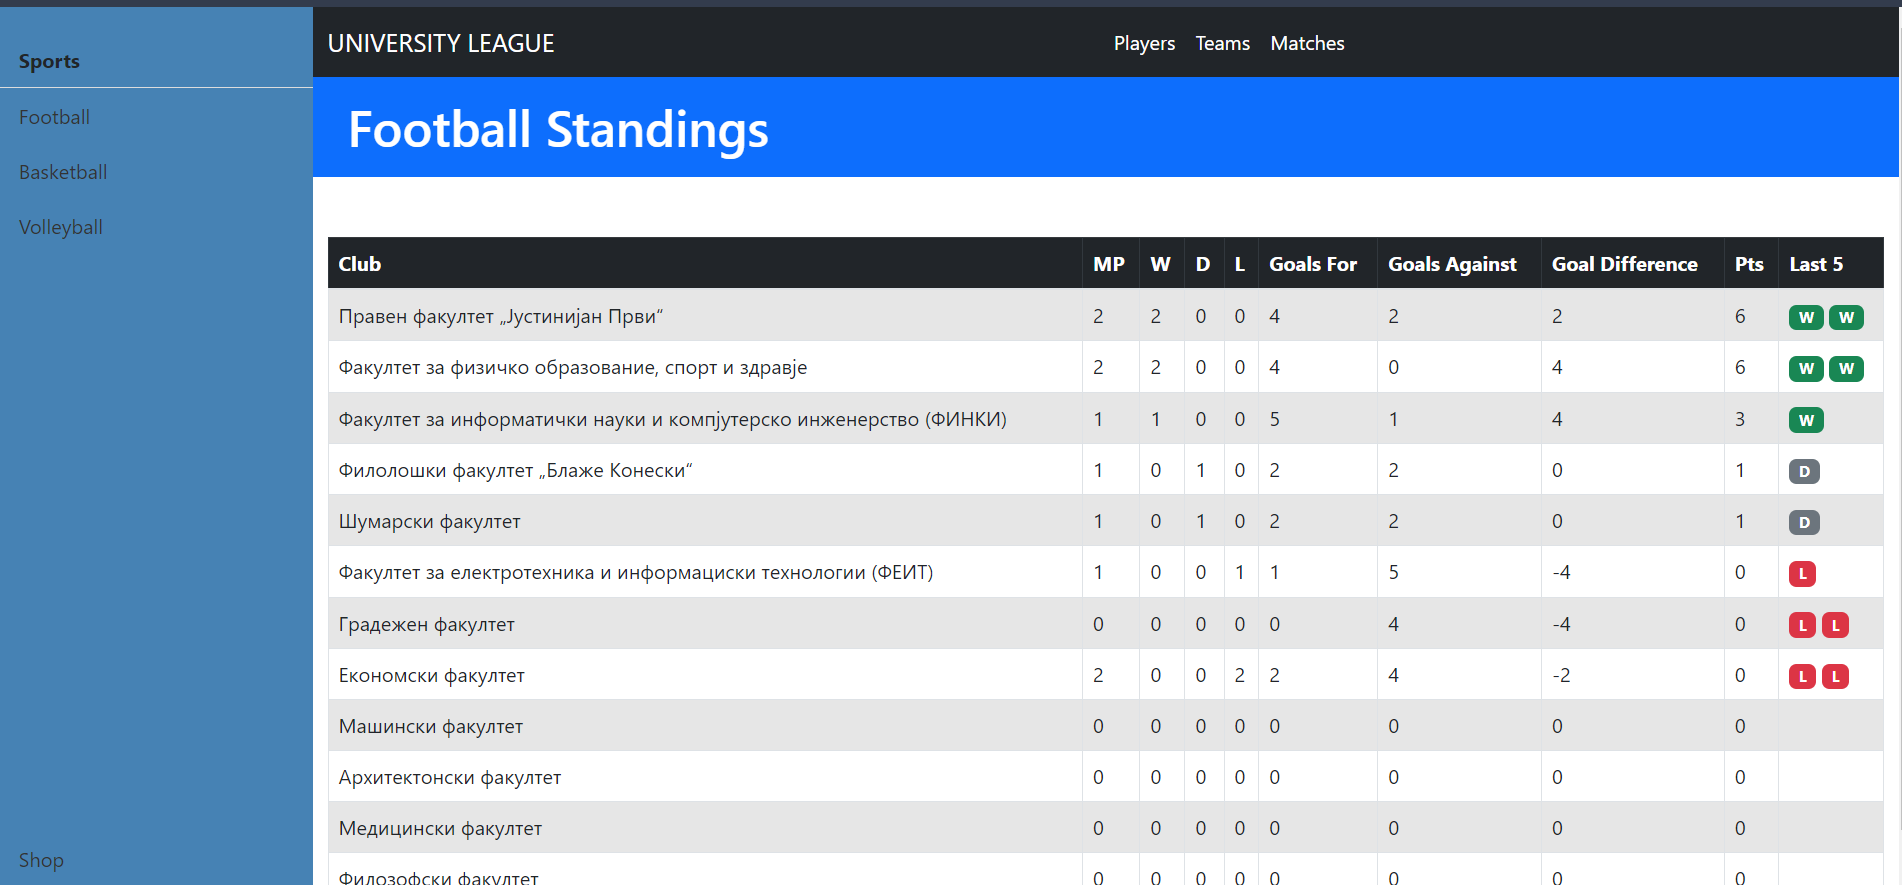 Sports
Football
Basketball
Volleyball
Shop
UNIVERSITY LEAGUE Players Teams Matches
Football Standings
Club MP W D L Goals For Goals Against Goal Difference Pts Last 5
Правен факултет „Јустинијан Први“ 2 2 0 0 4 2 2 6 W W
Факултет за физичко образование, спорт и здравје 2 2 0 0 4 0 4 6 W W
Факултет за информатички науки и компјутерско инженерство (ФИНКИ) 1 1 0 0 5 1 4 3 W
Филолошки факултет „Блаже Конески“ 1 0 1 0 2 2 0 1 D
Шумарски факултет 1 0 1 0 2 2 0 1 D
Факултет за електротехника и информациски технологии (ФЕИТ) 1 0 0 1 1 5 -4 0 L
Градежен факултет 0 0 0 0 0 4 -4 0 L L
Економски факултет 2 0 0 2 2 4 -2 0 L L
Машински факултет 0 0 0 0 0 0 0 0
Архитектонски факултет 0 0 0 0 0 0 0 0
Медицински факултет 0 0 0 0 0 0 0 0
Филозофски факултет 0 0 0 0 0 0 0 0